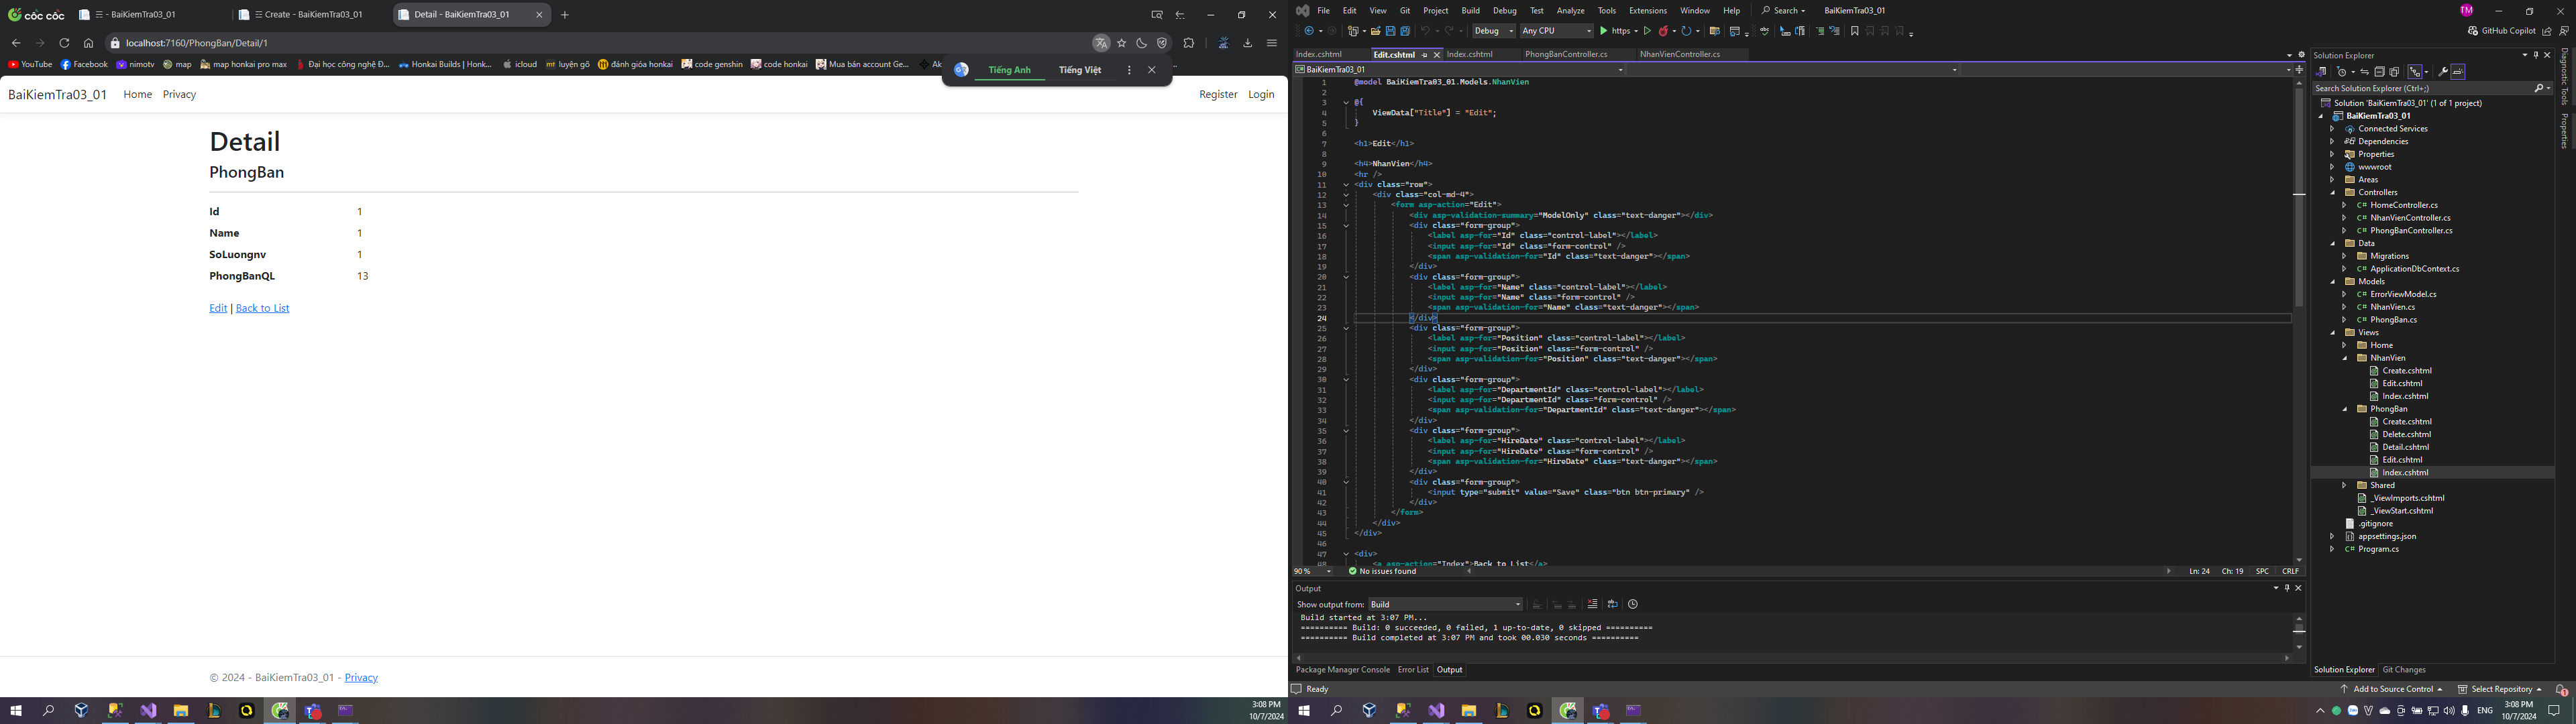 cốc cốc
Ξ - BaiKiemTra03_01
Ξ Create - BaiKiemTra03_01
Detail - BaiKiemTra03_01
localhost:7160/PhongBan/Detail/1
YouTube
Facebook
nimotv
map
map honkai pro max
Đại học công nghệ Đ...
Honkai Builds | Honk...
icloud
luyện gõ
đánh gióa honkai
code genshin
code honkai
Mua bán account Ge...
Tiếng Anh
Tiếng Việt
BaiKiemTra03_01
Home
Privacy
Register
Login
Detail
PhongBan
Id 1
Name 1
SoLuongnv 1
PhongBanQL 13
Edit | Back to List
© 2024 - BaiKiemTra03_01 - Privacy
3:08 PM
10/7/2024
File Edit View Git Project Build Debug Test Analyze Tools Extensions Window Help Search BaiKiemTra03_01
TM
Debug Any CPU https
GitHub Copilot
Index.cshtml
Edit.cshtml
Index.cshtml
PhongBanController.cs
NhanVienController.cs
BaiKiemTra03_01
1 @model BaiKiemTra03_01.Models.NhanVien
2
3 @{
4 ViewData["Title"] = "Edit";
5 }
6
7 <h1>Edit</h1>
8
9 <h4>NhanVien</h4>
10 <hr />
11 <div class="row">
12 <div class="col-md-4">
13 <form asp-action="Edit">
14 <div asp-validation-summary="ModelOnly" class="text-danger"></div>
15 <div class="form-group">
16 <label asp-for="Id" class="control-label"></label>
17 <input asp-for="Id" class="form-control" />
18 <span asp-validation-for="Id" class="text-danger"></span>
19 </div>
20 <div class="form-group">
21 <label asp-for="Name" class="control-label"></label>
22 <input asp-for="Name" class="form-control" />
23 <span asp-validation-for="Name" class="text-danger"></span>
24 </div>
25 <div class="form-group">
26 <label asp-for="Position" class="control-label"></label>
27 <input asp-for="Position" class="form-control" />
28 <span asp-validation-for="Position" class="text-danger"></span>
29 </div>
30 <div class="form-group">
31 <label asp-for="DepartmentId" class="control-label"></label>
32 <input asp-for="DepartmentId" class="form-control" />
33 <span asp-validation-for="DepartmentId" class="text-danger"></span>
34 </div>
35 <div class="form-group">
36 <label asp-for="HireDate" class="control-label"></label>
37 <input asp-for="HireDate" class="form-control" />
38 <span asp-validation-for="HireDate" class="text-danger"></span>
39 </div>
40 <div class="form-group">
41 <input type="submit" value="Save" class="btn btn-primary" />
42 </div>
43 </form>
44 </div>
45 </div>
46
47 <div>
48 <a asp-action="Index">Back to List</a>
90 %
No issues found
Ln: 24 Ch: 19 SPC CRLF
Output
Show output from: Build
Build started at 3:07 PM...
========== Build: 0 succeeded, 0 failed, 1 up-to-date, 0 skipped ==========
========== Build completed at 3:07 PM and took 00.030 seconds ==========
Package Manager Console Error List Output
Ready
Solution Explorer
Search Solution Explorer (Ctrl+;)
Solution 'BaiKiemTra03_01' (1 of 1 project)
BaiKiemTra03_01
Connected Services
Dependencies
Properties
wwwroot
Areas
Controllers
C# HomeController.cs
C# NhanVienController.cs
C# PhongBanController.cs
Data
Migrations
C# ApplicationDbContext.cs
Models
C# ErrorViewModel.cs
C# NhanVien.cs
C# PhongBan.cs
Views
Home
NhanVien
Create.cshtml
Edit.cshtml
Index.cshtml
PhongBan
Create.cshtml
Delete.cshtml
Detail.cshtml
Edit.cshtml
Index.cshtml
Shared
_ViewImports.cshtml
_ViewStart.cshtml
.gitignore
appsettings.json
C# Program.cs
Solution Explorer Git Changes
Diagnostic Tools
Properties
Add to Source Control Select Repository
ENG
3:08 PM
10/7/2024